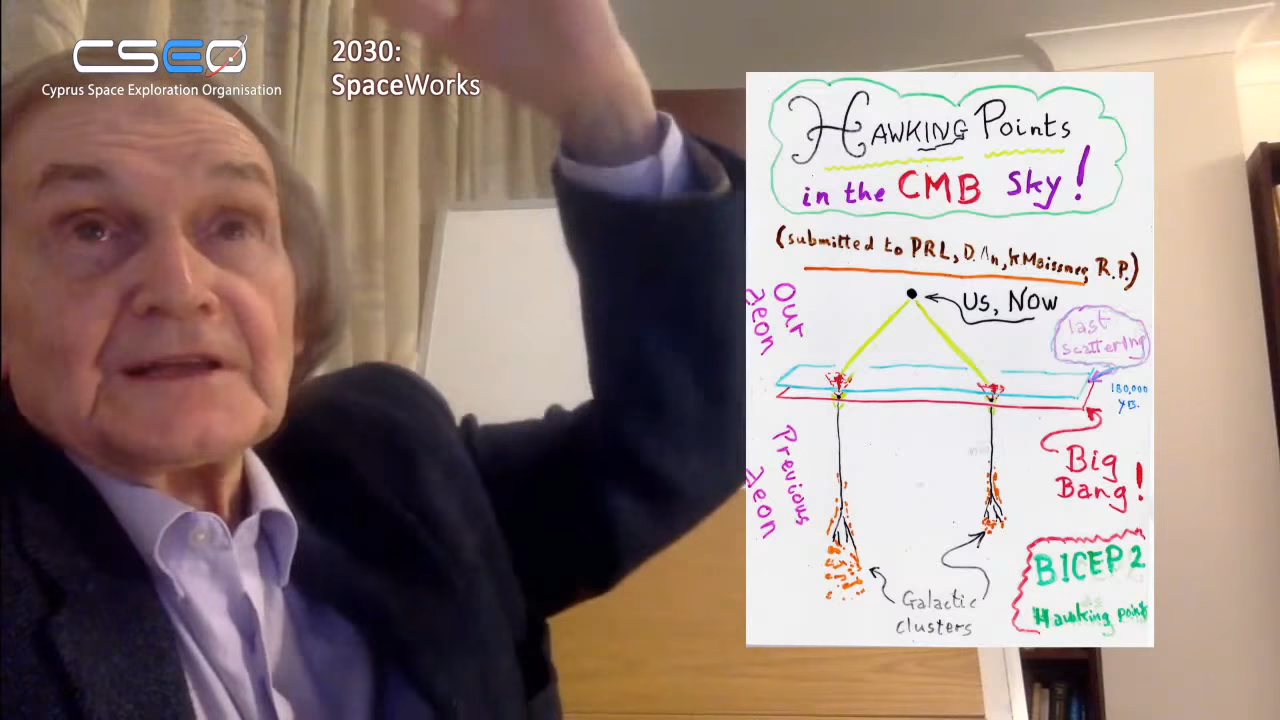 CSEO
Cyprus Space Exploration Organisation
2030:
SpaceWorks
HAWKING POINTS
in the CMB Sky!
(submitted to PRL, D. An, K Meissner, R.P.)
Our
aeon
US, NOW
last
scattering
180,000
YRS.
Previous
aeon
Big
Bang!
BICEP 2
Hawking point
Galactic
clusters